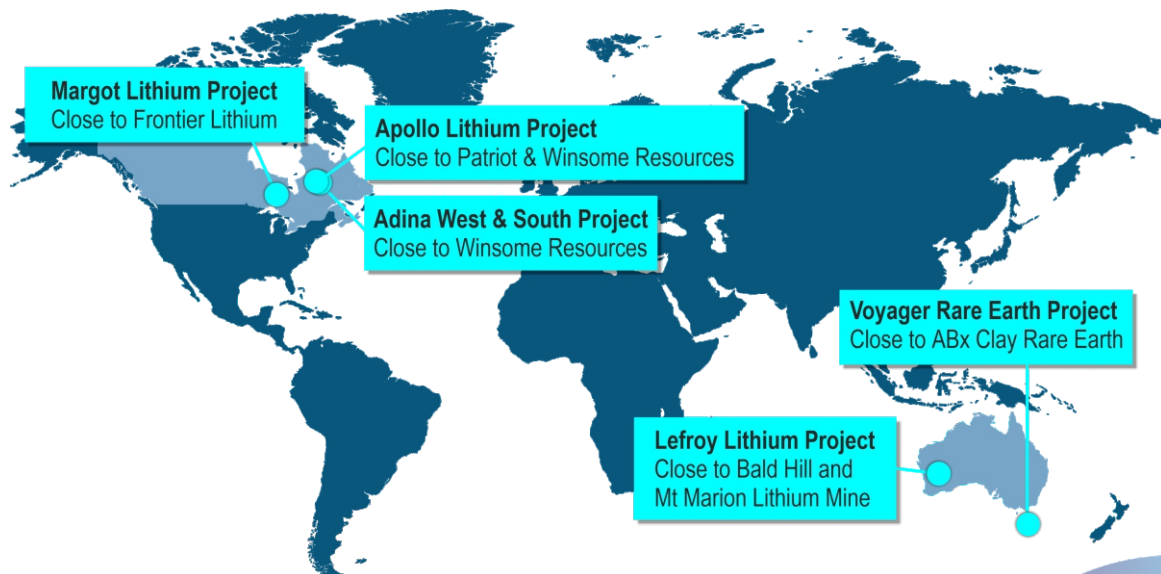 Margot Lithium Project
Close to Frontier Lithium
Apollo Lithium Project
Close to Patriot & Winsome Resources
Adina West & South Project
Close to Winsome Resources
Voyager Rare Earth Project
Close to ABx Clay Rare Earth
Lefroy Lithium Project
Close to Bald Hill and
Mt Marion Lithium Mine